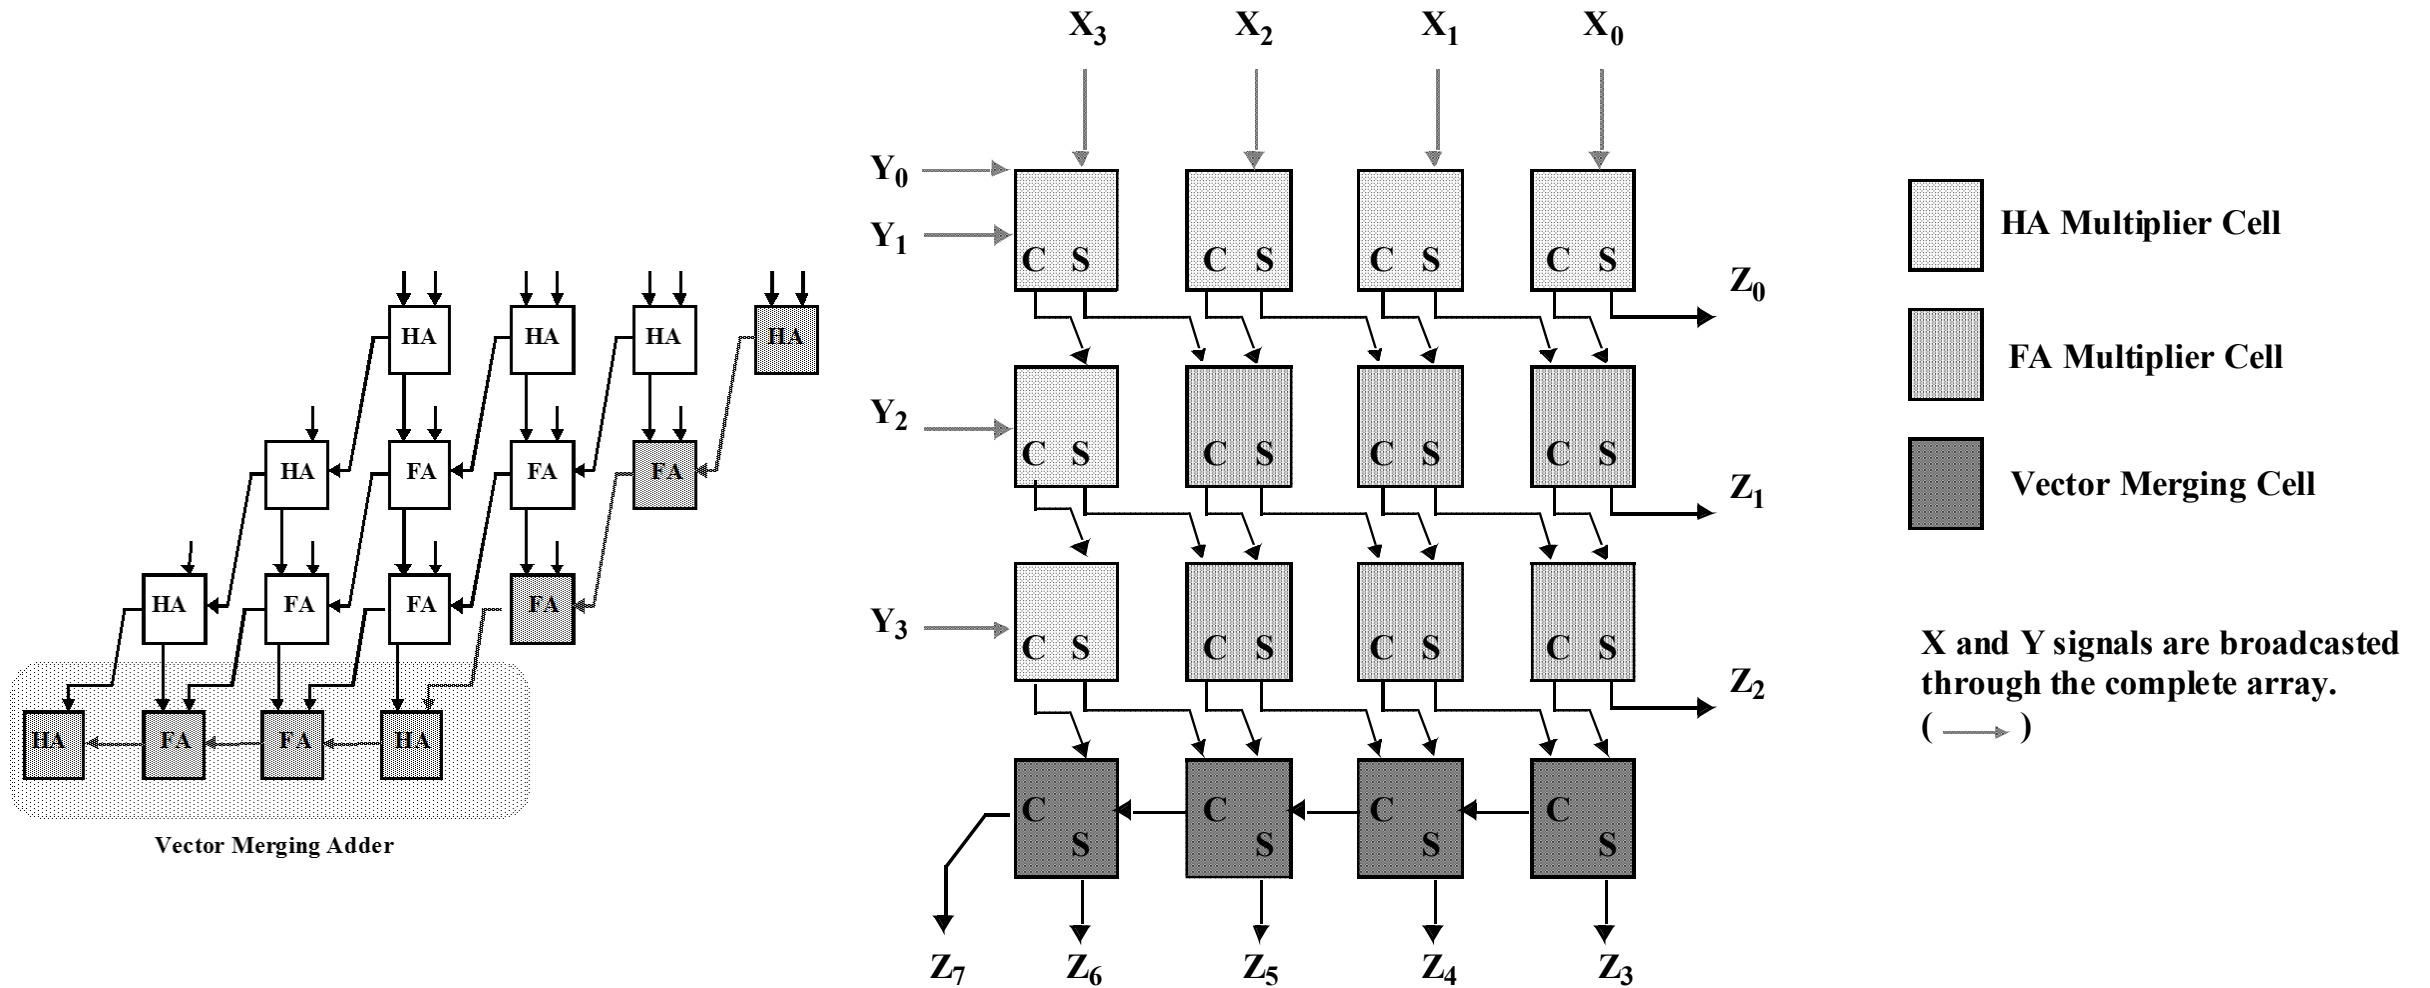 HA HA HA HA
HA FA FA FA
HA FA FA FA
HA FA FA HA
Vector Merging Adder
X3 X2 X1 X0
Y0
Y1
C S C S C S C S
Z0
Y2
C S C S C S C S
Z1
Y3
C S C S C S C S
Z2
C C C C
S S S S
Z7 Z6 Z5 Z4 Z3
HA Multiplier Cell
FA Multiplier Cell
Vector Merging Cell
X and Y signals are broadcasted
through the complete array.
( )